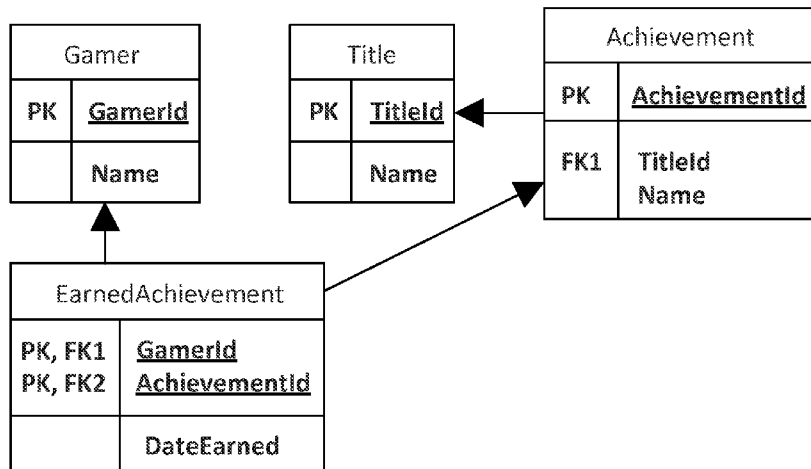 Gamer
PK GamerId
Name
Title
PK TitleId
Name
Achievement
PK AchievementId
FK1 TitleId
Name
EarnedAchievement
PK, FK1 GamerId
PK, FK2 AchievementId
DateEarned